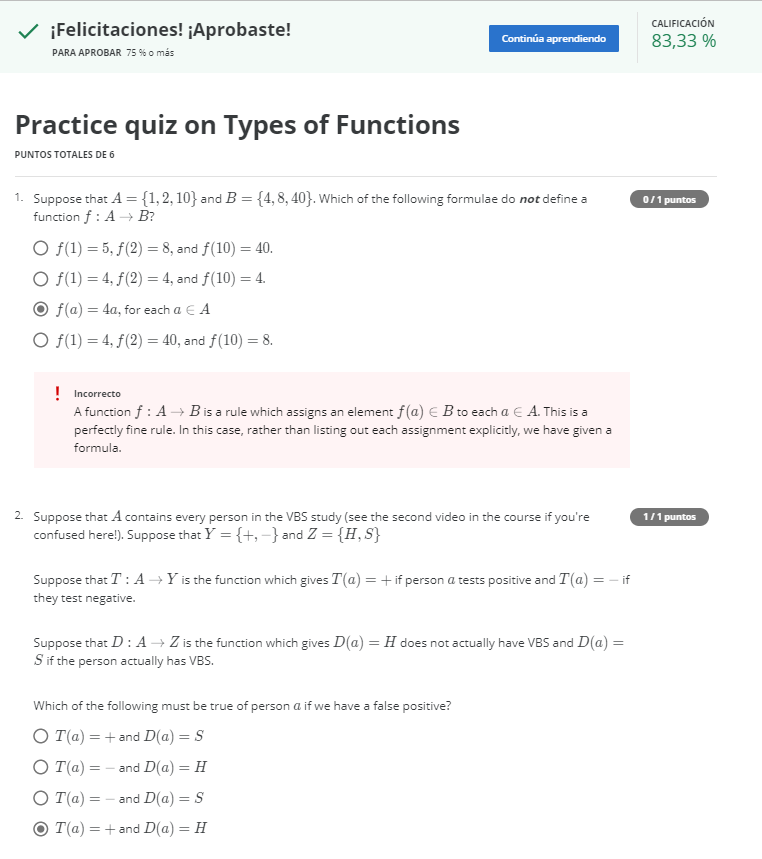 ¡Felicitaciones! ¡Aprobaste!
PARA APROBAR 75 % o más
Continúa aprendiendo
CALIFICACIÓN
83,33 %
Practice quiz on Types of Functions
PUNTOS TOTALES DE 6
1. Suppose that A = {1, 2, 10} and B = {4, 8, 40}. Which of the following formulae do not define a
function f : A → B?
0 / 1 puntos
f(1) = 5, f(2) = 8, and f(10) = 40.
f(1) = 4, f(2) = 4, and f(10) = 4.
f(a) = 4a, for each a ∈ A
f(1) = 4, f(2) = 40, and f(10) = 8.
! Incorrecto
A function f : A → B is a rule which assigns an element f(a) ∈ B to each a ∈ A. This is a
perfectly fine rule. In this case, rather than listing out each assignment explicitly, we have given a
formula.
2. Suppose that A contains every person in the VBS study (see the second video in the course if you're
confused here!). Suppose that Y = {+, −} and Z = {H, S}
1 / 1 puntos
Suppose that T : A → Y is the function which gives T(a) = + if person a tests positive and T(a) = − if
they test negative.
Suppose that D : A → Z is the function which gives D(a) = H does not actually have VBS and D(a) =
S if the person actually has VBS.
Which of the following must be true of person a if we have a false positive?
T(a) = + and D(a) = S
T(a) = − and D(a) = H
T(a) = − and D(a) = S
T(a) = + and D(a) = H